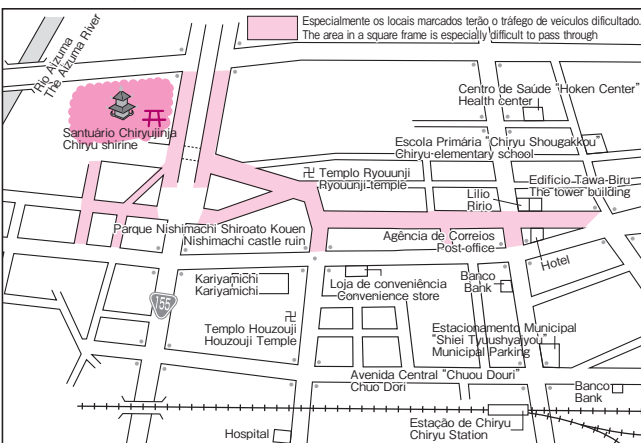 Especialmente os locais marcados terão o tráfego de veiculos dificultado.
The area in a square frame is especially difficult to pass through
Rio Aizuma
The Aizuma River
Santuário Chiryujinja
Chiryu shirine
Centro de Saúde "Hoken Center"
Health center
Escola Primária "Chiryu Shougakkou"
Chiryu elementary school
卍 Templo Ryouunji
Ryouunji temple
Edifício Tawa-Biru
The tower building
Lilio
Ririo
Parque Nishimachi Shiroato Kouen
Nishimachi castle ruin
Agência de Correios
Post-office
Hotel
Kariyamichi
Kariyamichi
Loja de conveniência
Convenience store
Banco
Bank
155
卍
Templo Houzouji
Houzouji Temple
Estacionamento Municipal
"Shiei Tyuushyajyou"
Municipal Parking
Avenida Central "Chuou Douri"
Chuo Dori
Banco
Bank
Estação de Chiryu
Chiryu Station
Hospital